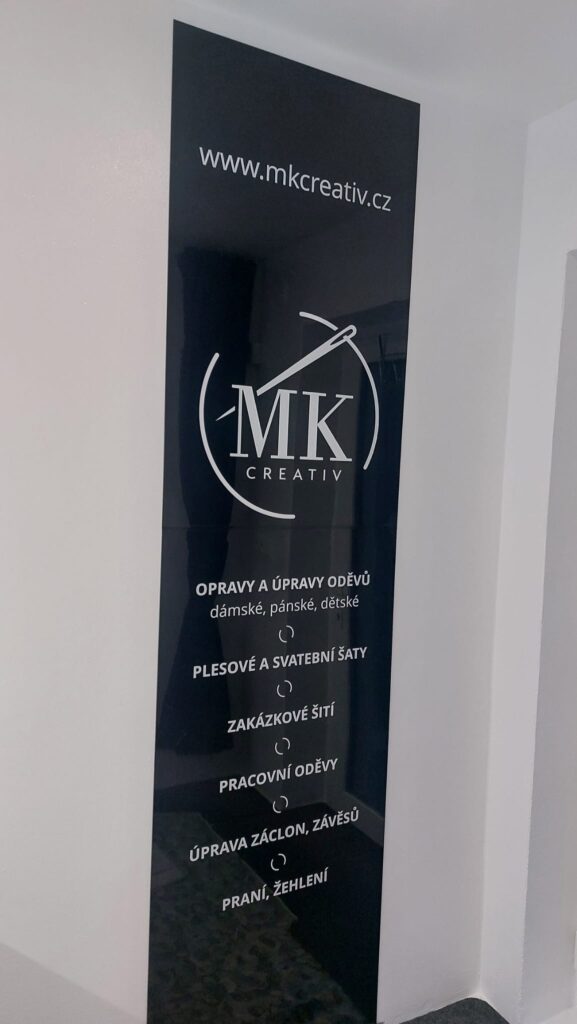 www.mkcreativ.cz
MK
CREATIV
OPRAVY A ÚPRAVY ODĚVŮ
dámské, pánské, dětské
PLESOVÉ A SVATEBNÍ ŠATY
ZAKÁZKOVÉ ŠITÍ
PRACOVNÍ ODĚVY
ÚPRAVA ZÁCLON, ZÁVĚSŮ
PRANÍ, ŽEHLENÍ